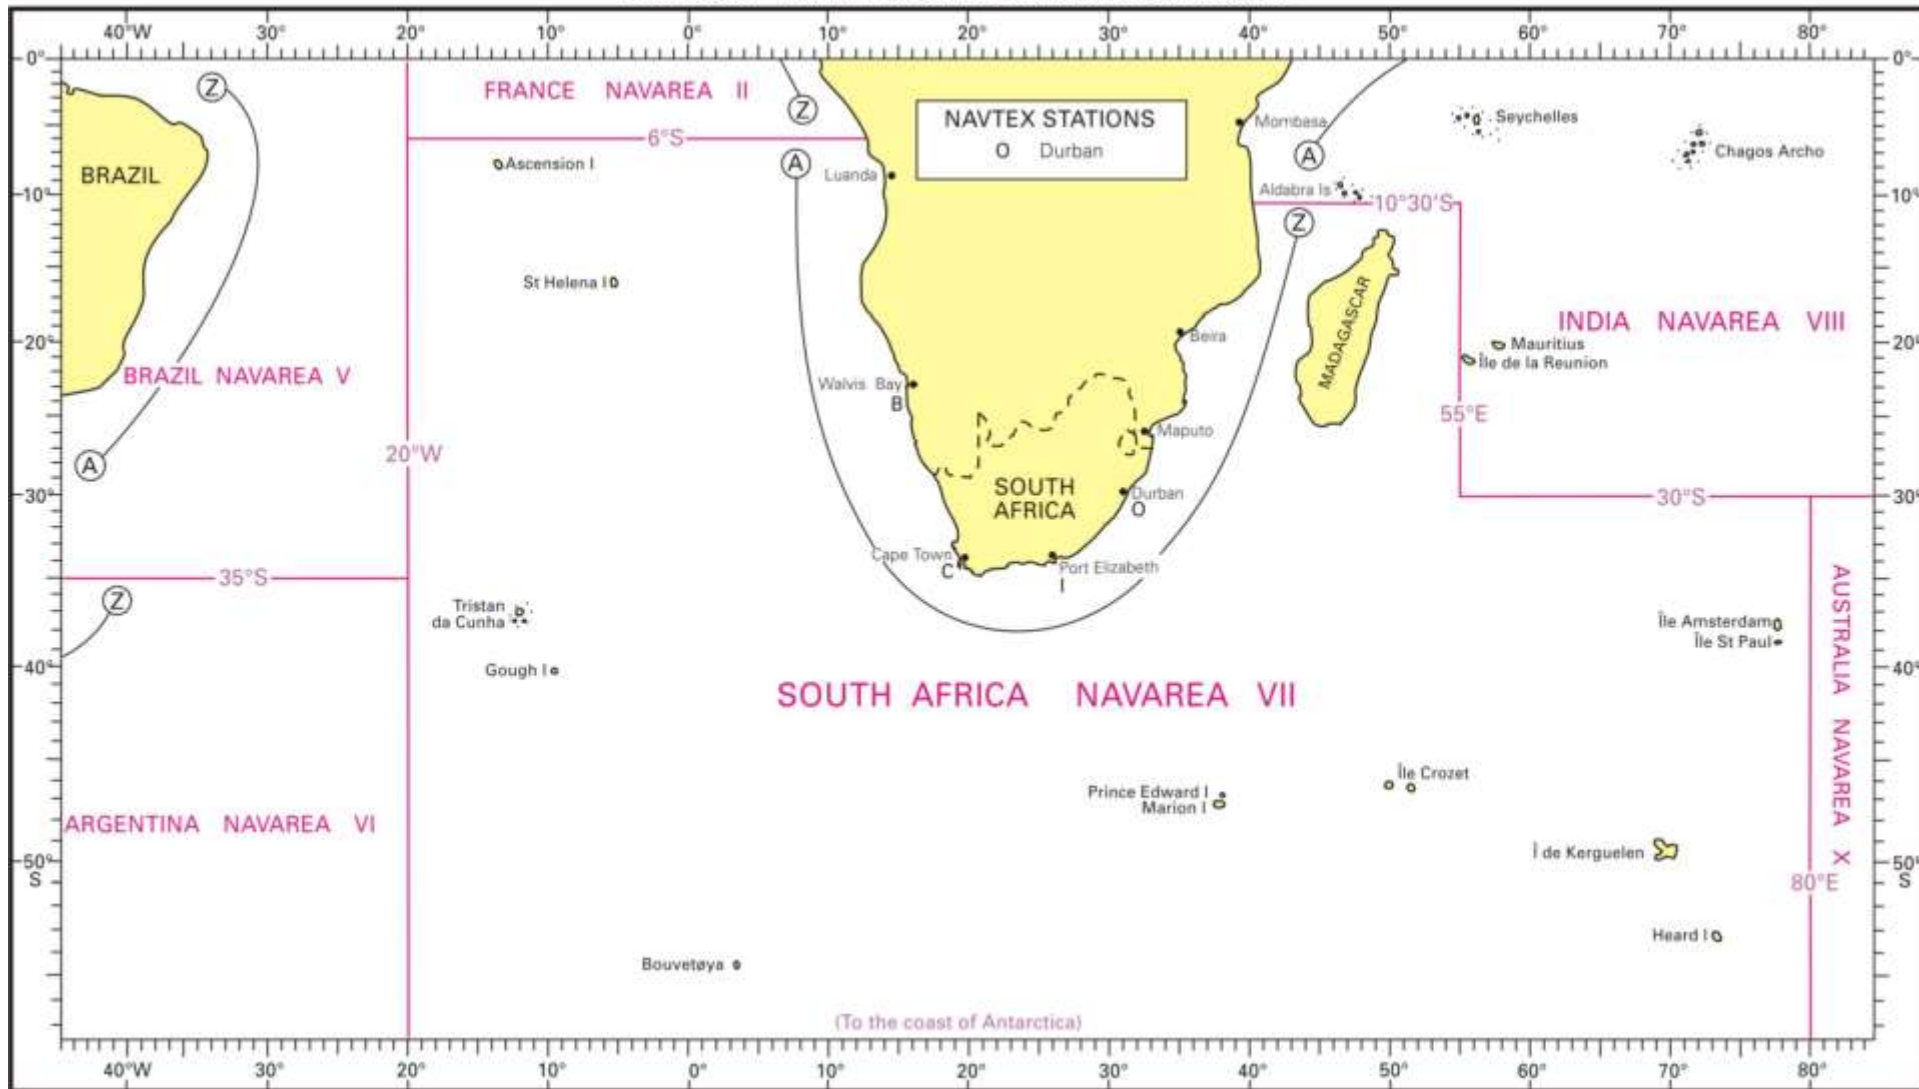 40°W 30° 20° 10° 0° 10° 20° 30° 40° 50° 60° 70° 80°
0° 0°
Z
FRANCE NAVAREA II
Z
NAVTEX STATIONS
O Durban
Mombasa
Seychelles
6°S
A
A
Ascension I
Chagos Archo
BRAZIL
Luanda
Aldabra Is
10° 10°
10°30'S
Z
St Helena I
MADAGASCAR
INDIA NAVAREA VIII
20° 20°
Beira
Mauritius
Île de la Reunion
BRAZIL NAVAREA V
Walvis Bay
B
55°E
20°W
Maputo
A
SOUTH
AFRICA
Durban
O
30° 30°
30°S
Cape Town
C
Port Elizabeth
I
35°S
Z
Tristan
da Cunha
Île Amsterdam
Île St Paul
AUSTRALIA NAVAREA X
40° 40°
Gough I
SOUTH AFRICA NAVAREA VII
Île Crozet
Prince Edward I
Marion I
ARGENTINA NAVAREA VI
Î de Kerguelen
50° 50°
S S
80°E
Heard I
Bouvetøya
(To the coast of Antarctica)
40°W 30° 20° 10° 0° 10° 20° 30° 40° 50° 60° 70° 80°